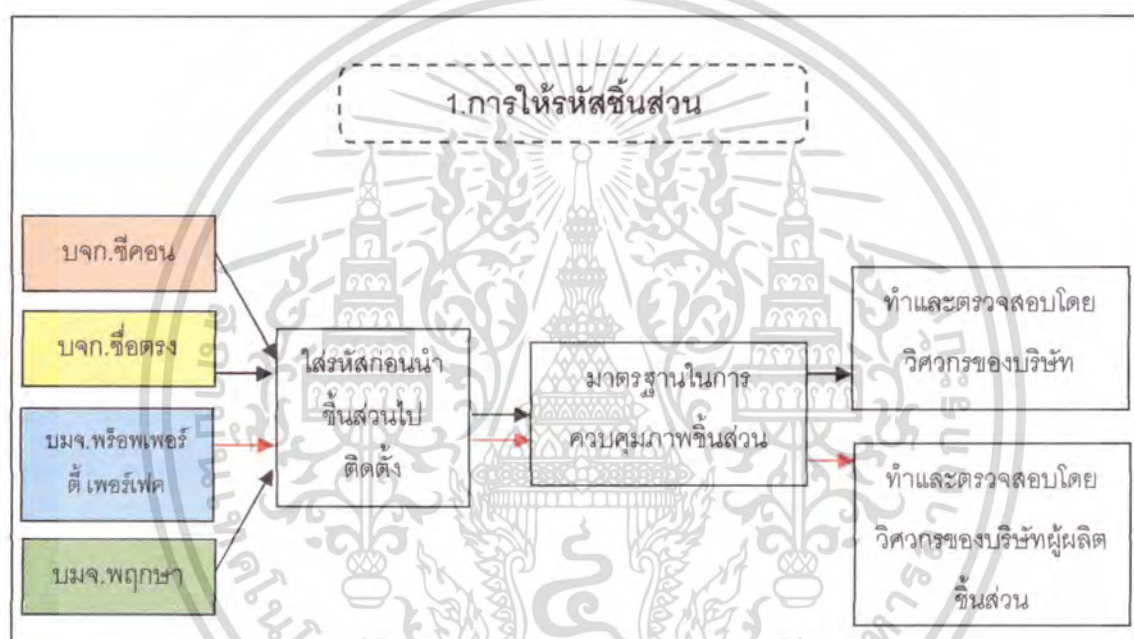 1.การให้รหัสชิ้นส่วน
บจก.ซีคอน
บจก.ซื่อตรง
บมจ.พร็อพเพอร์
ตี้ เพอร์เฟค
บมจ.พฤกษา
ใส่รหัสก่อนนำ
ชิ้นส่วนไป
ติดตั้ง
มาตรฐานในการ
ควบคุมภาพชิ้นส่วน
ทำและตรวจสอบโดย
วิศวกรของบริษัท
ทำและตรวจสอบโดย
วิศวกรของบริษัทผู้ผลิต
ชิ้นส่วน